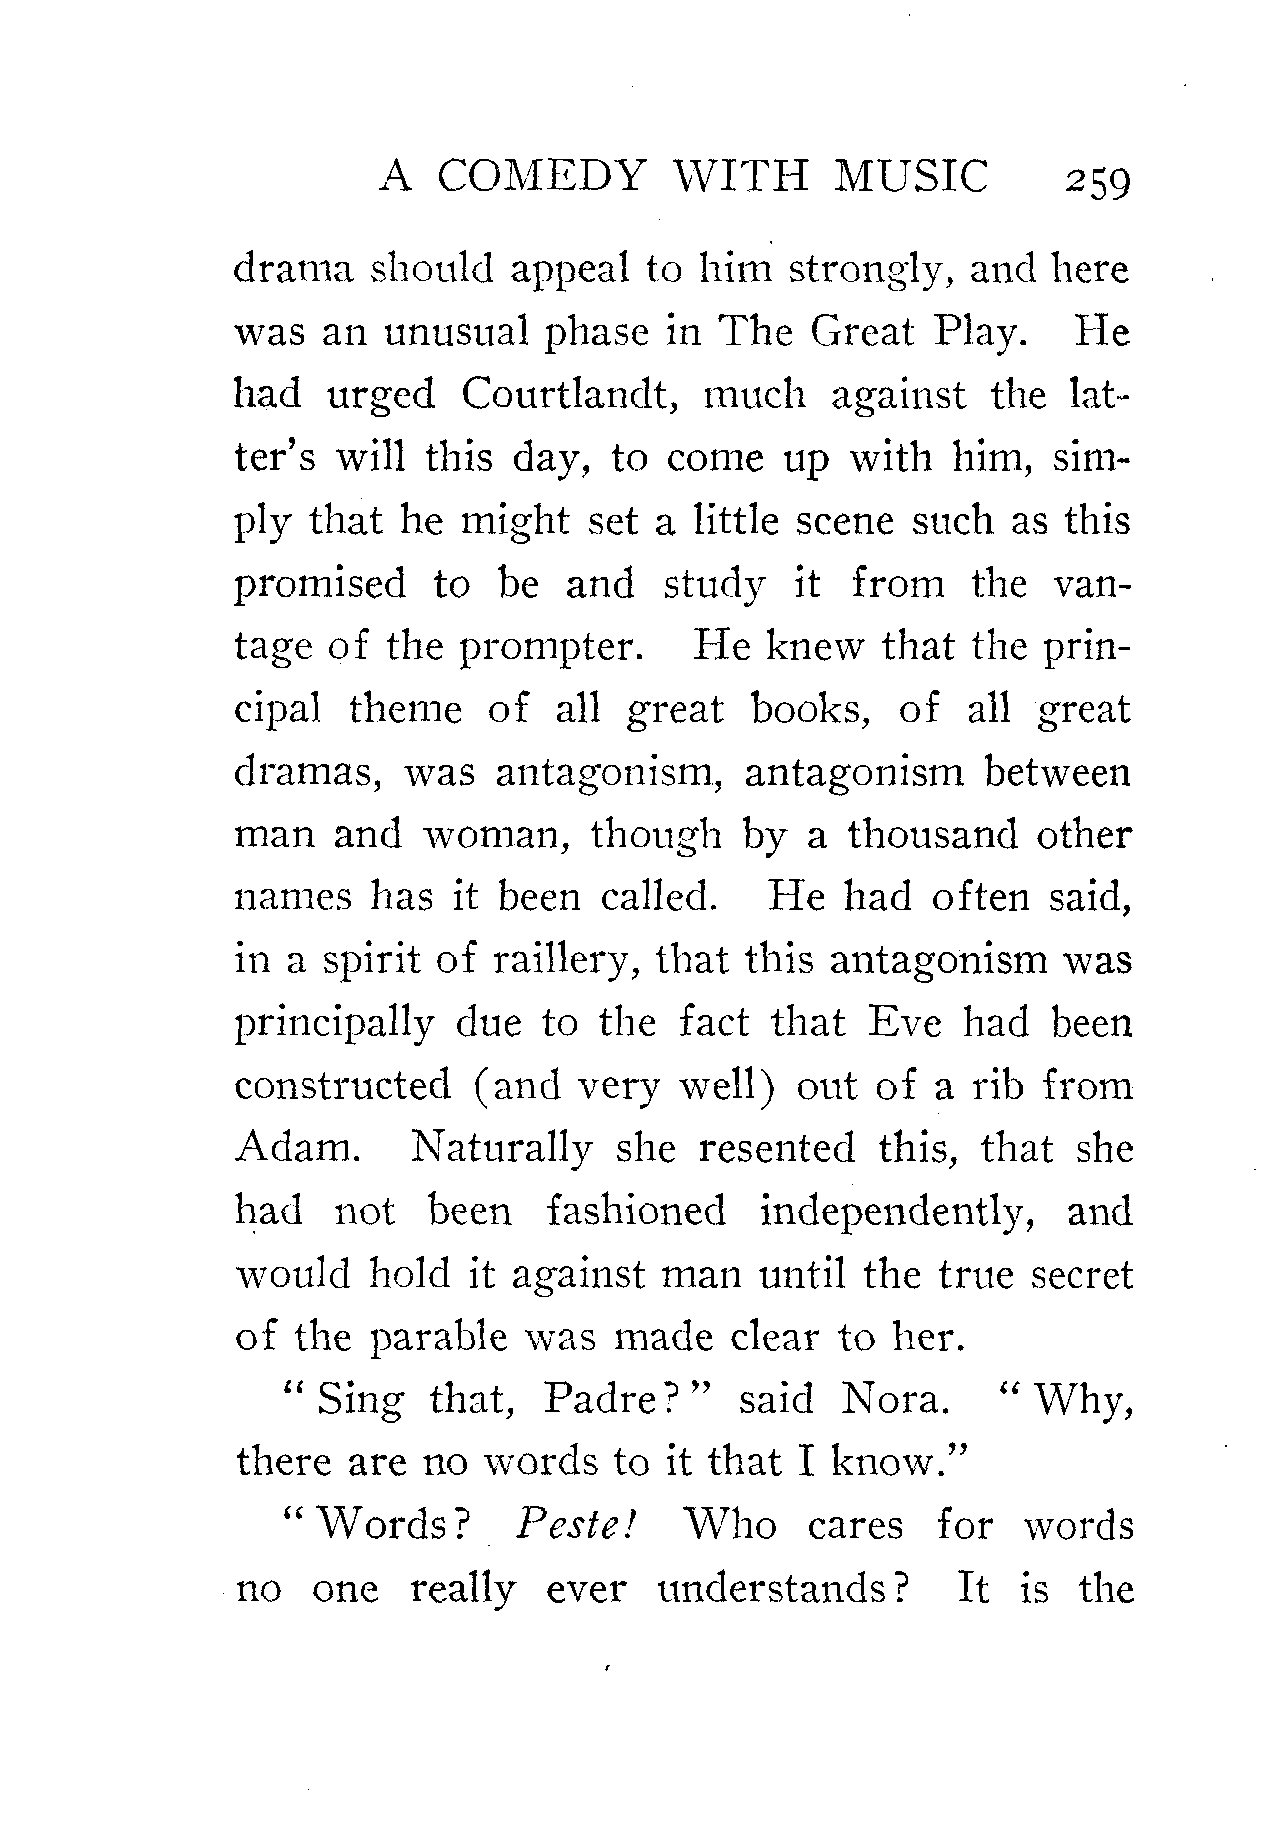 A COMEDY WITH MUSIC 259
drama should appeal to him strongly, and here
was an unusual phase in The Great Play. He
had urged Courtlandt, much against the lat-
ter's will this day, to come up with him, sim-
ply that he might set a little scene such as this
promised to be and study it from the van-
tage of the prompter. He knew that the prin-
cipal theme of all great books, of all great
dramas, was antagonism, antagonism between
man and woman, though by a thousand other
names has it been called. He had often said,
in a spirit of raillery, that this antagonism was
principally due to the fact that Eve had been
constructed (and very well) out of a rib from
Adam. Naturally she resented this, that she
had not been fashioned independently, and
would hold it against man until the true secret
of the parable was made clear to her.
“ Sing that, Padre? ” said Nora. “ Why,
there are no words to it that I know.”
“ Words? Peste! Who cares for words
no one really ever understands? It is the